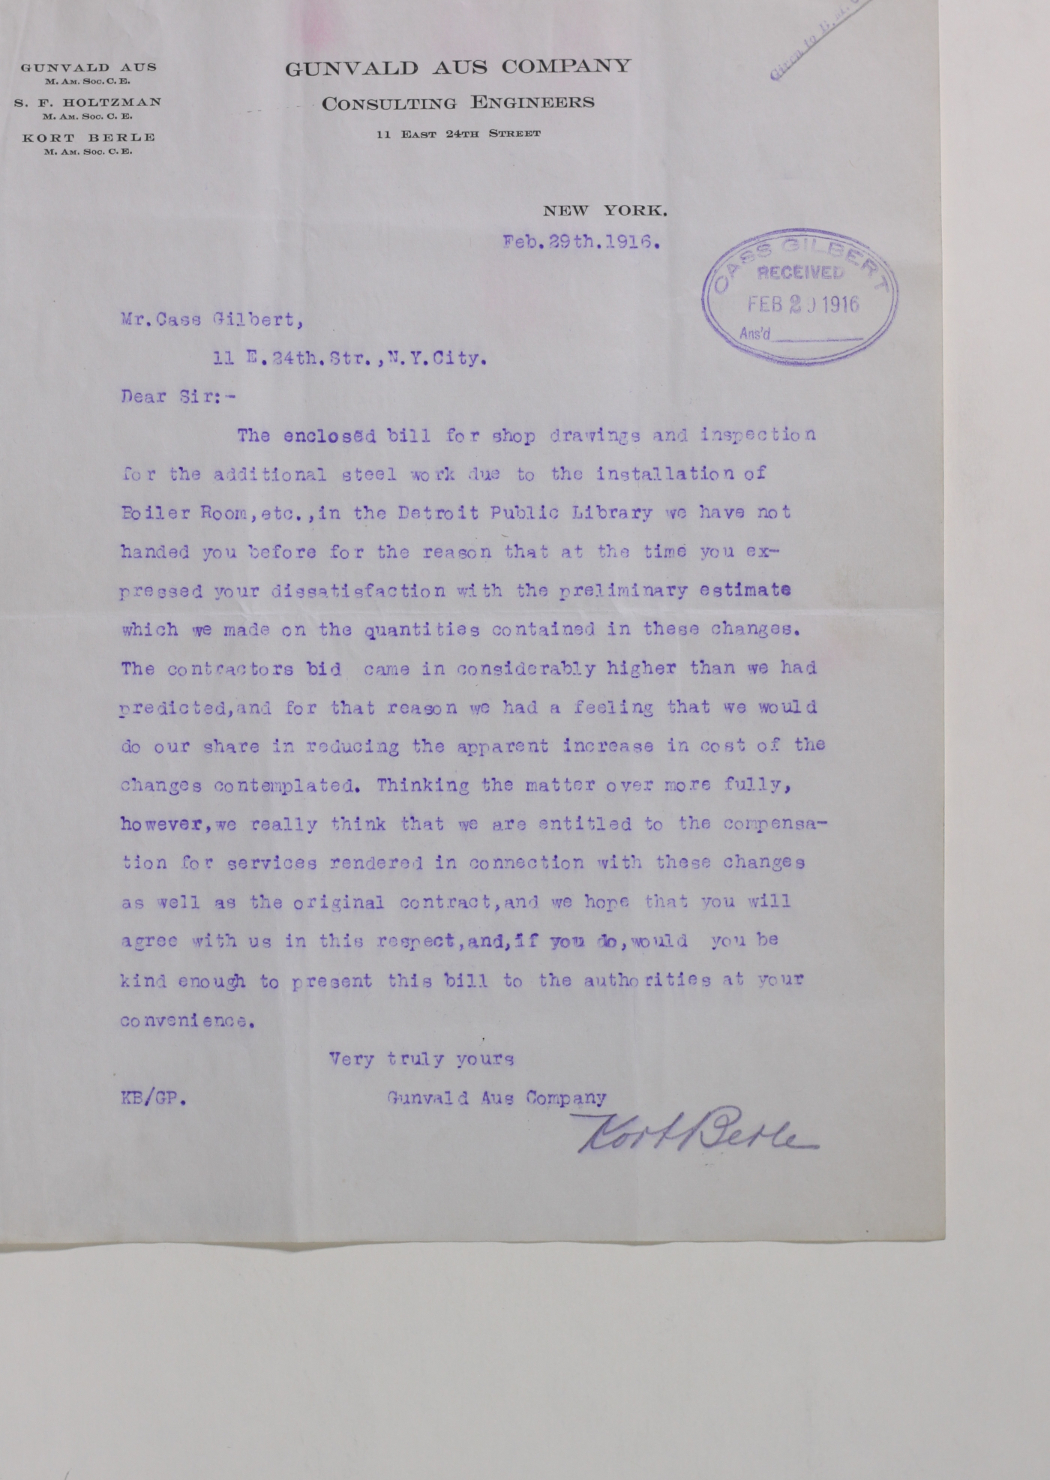 GUNVALD AUS
M. AM. SOC. C. E.
S. F. HOLTZMAN
M. AM. SOC. C. E.
KORT BERLE
M. AM. SOC. C. E.
GUNVALD AUS COMPANY
CONSULTING ENGINEERS
11 EAST 24TH STREET
NEW YORK.
Feb.29th.1916.
Given to
CASS GILBERT
RECEIVED
FEB 2 1916
Ans'd
Mr.Cass Gilbert,
11 E.24th.Str.,N.Y.City.
Dear Sir:-
The enclosed bill for shop drawings and inspection
for the additional steel work due to the installation of
Boiler Room,etc.,in the Detroit Public Library we have not
handed you before for the reason that at the time you ex-
pressed your dissatisfaction with the preliminary estimate
which we made on the quantities contained in these changes.
The contractors bid came in considerably higher than we had
predicted,and for that reason we had a feeling that we would
do our share in reducing the apparent increase in cost of the
changes contemplated. Thinking the matter over more fully,
however,we really think that we are entitled to the compensa-
tion for services rendered in connection with these changes
as well as the original contract,and we hope that you will
agree with us in this respect,and,if you do,would you be
kind enough to present this bill to the authorities at your
convenience.
Very truly yours
KB/GP. Gunvald Aus Company
Kort Berle